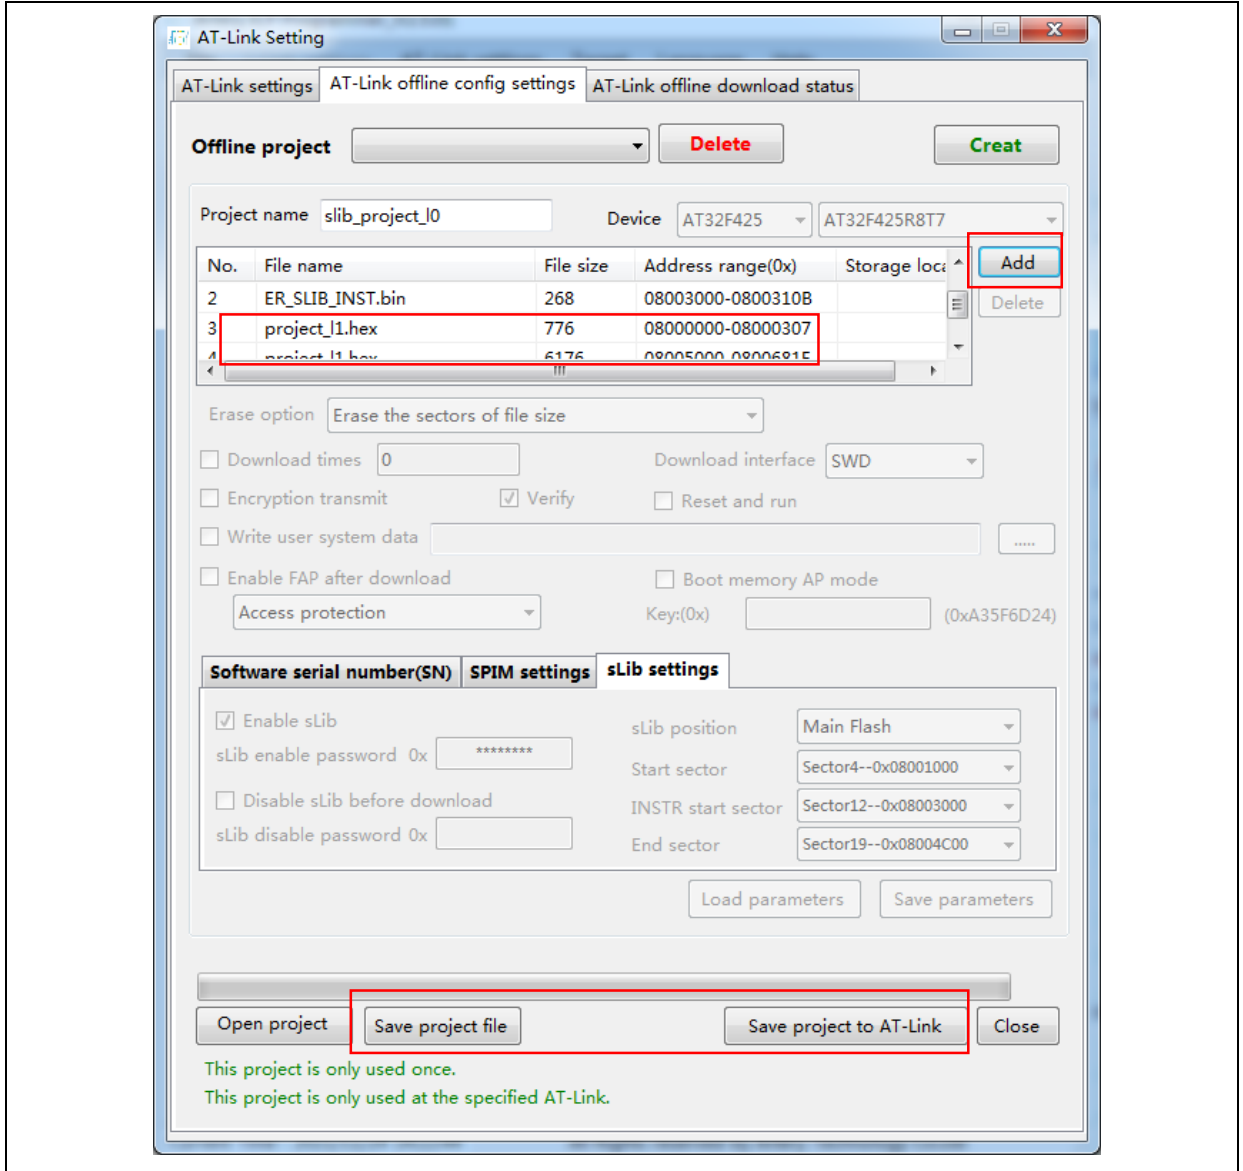 AT-Link Setting
AT-Link settings AT-Link offline config settings AT-Link offline download status
Offline project Delete Creat
Project name slib_project_l0 Device AT32F425 AT32F425R8T7
No. File name File size Address range(0x) Storage loca Add
2 ER_SLIB_INST.bin 268 08003000-0800310B Delete
3 project_l1.hex 776 08000000-08000307
4 project_l1.hex 6176 08005000-0800681F
Erase option Erase the sectors of file size
Download times 0 Download interface SWD
Encryption transmit Verify Reset and run
Write user system data .....
Enable FAP after download Boot memory AP mode
Access protection Key:(0x) (0xA35F6D24)
Software serial number(SN) SPIM settings sLib settings
Enable sLib sLib position Main Flash
sLib enable password 0x ******** Start sector Sector4--0x08001000
Disable sLib before download INSTR start sector Sector12--0x08003000
sLib disable password 0x End sector Sector19--0x08004C00
Load parameters Save parameters
Open project Save project file Save project to AT-Link Close
This project is only used once.
This project is only used at the specified AT-Link.